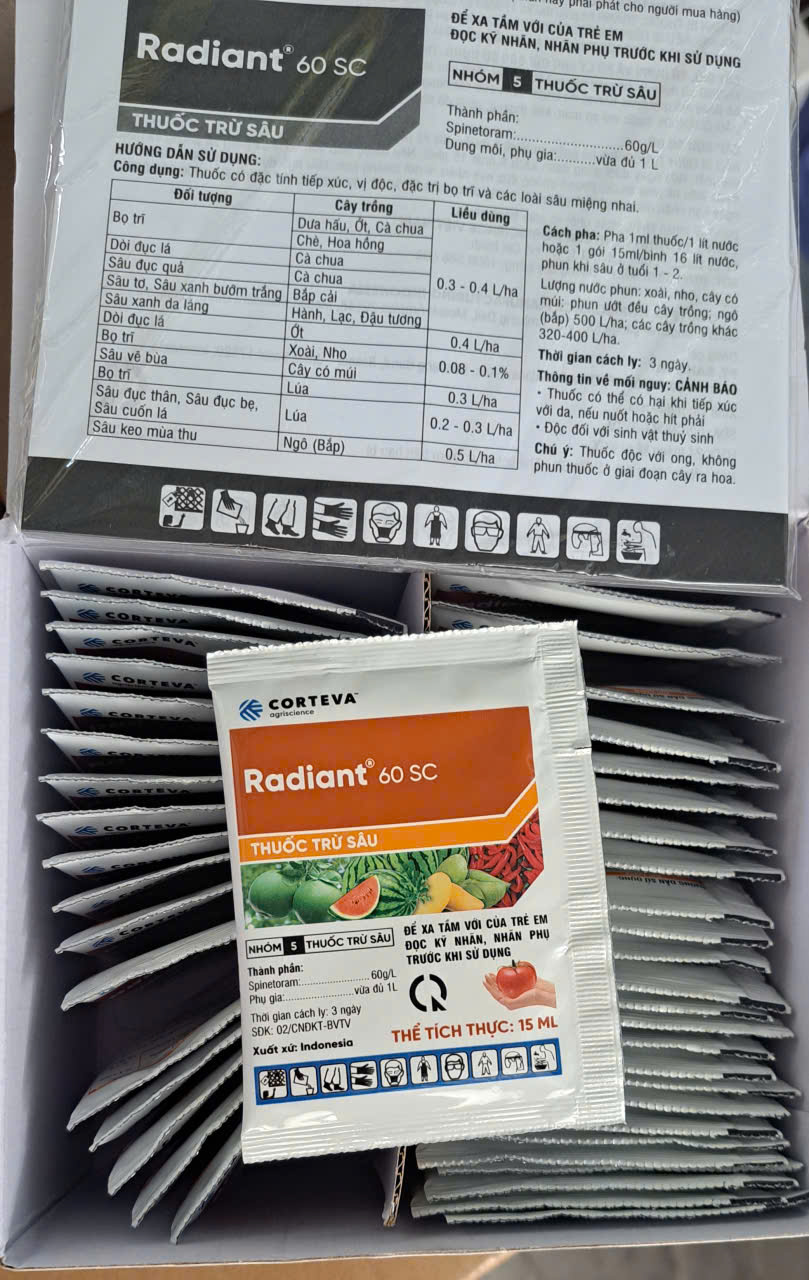 phải phát cho người mua hàng)
Radiant® 60 SC
THUỐC TRỪ SÂU
ĐỂ XA TẦM VỚI CỦA TRẺ EM
ĐỌC KỸ NHÃN, NHÃN PHỤ TRƯỚC KHI SỬ DỤNG
NHÓM 5 THUỐC TRỪ SÂU
Thành phần:
Spinetoram:..............................60g/L
Dung môi, phụ gia:..........vừa đủ 1 L
HƯỚNG DẪN SỬ DỤNG:
Công dụng: Thuốc có đặc tính tiếp xúc, vị độc, đặc trị bọ trĩ và các loài sâu miệng nhai.
Đối tượng Cây trồng Liều dùng
Bọ trĩ Dưa hấu, Ớt, Cà chua
Chè, Hoa hồng
Dòi đục lá Cà chua
Sâu đục quả Cà chua 0.3 - 0.4 L/ha
Sâu tơ, Sâu xanh bướm trắng Bắp cải
Sâu xanh da láng Hành, Lạc, Đậu tương
Dòi đục lá Ớt 0.4 L/ha
Bọ trĩ Xoài, Nho 0.08 - 0.1%
Sâu vẽ bùa Cây có múi
Bọ trĩ Lúa 0.3 L/ha
Sâu đục thân, Sâu đục bẹ,
Sâu cuốn lá Lúa 0.2 - 0.3 L/ha
Sâu keo mùa thu Ngô (Bắp) 0.5 L/ha
Cách pha: Pha 1ml thuốc/1 lít nước
hoặc 1 gói 15ml/bình 16 lít nước,
phun khi sâu ở tuổi 1 - 2.
Lượng nước phun: xoài, nho, cây có
múi: phun ướt đều cây trồng; ngô
(bắp) 500 L/ha; các cây trồng khác
320-400 L/ha.
Thời gian cách ly: 3 ngày.
Thông tin về mối nguy: CẢNH BÁO
• Thuốc có thể có hại khi tiếp xúc
với da, nếu nuốt hoặc hít phải
• Độc đối với sinh vật thuỷ sinh
Chú ý: Thuốc độc với ong, không
phun thuốc ở giai đoạn cây ra hoa.
CORTEVA
CORTEVA
CORTEVA
CORTEVA
CORTEVA
CORTEVA
CORTEVA
CORTEVA
CORTEVA™
agriscience
Radiant® 60 SC
THUỐC TRỪ SÂU
NHÓM 5 THUỐC TRỪ SÂU
Thành phần:
Spinetoram:........................60g/L
Phụ gia:........................vừa đủ 1L
Thời gian cách ly: 3 ngày
SĐK: 02/CNĐKT-BVTV
Xuất xứ: Indonesia
ĐỂ XA TẦM VỚI CỦA TRẺ EM
ĐỌC KỸ NHÃN, NHÃN PHỤ
TRƯỚC KHI SỬ DỤNG
THỂ TÍCH THỰC: 15 ML